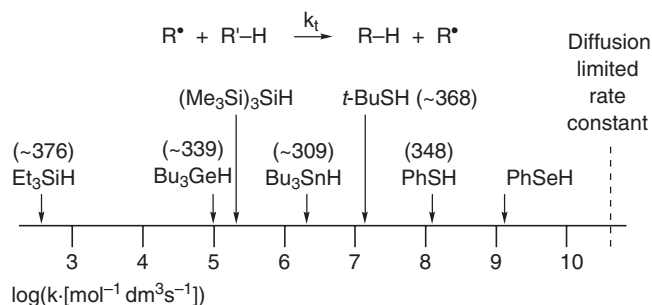 R• + R'–H kt R–H + R•
Diffusion
limited
rate
constant
(Me3Si)3SiH t-BuSH (~368)
(~376) (~339) (~309) (348)
Et3SiH Bu3GeH Bu3SnH PhSH PhSeH
3 4 5 6 7 8 9 10
log(k·[mol−1 dm3s−1])